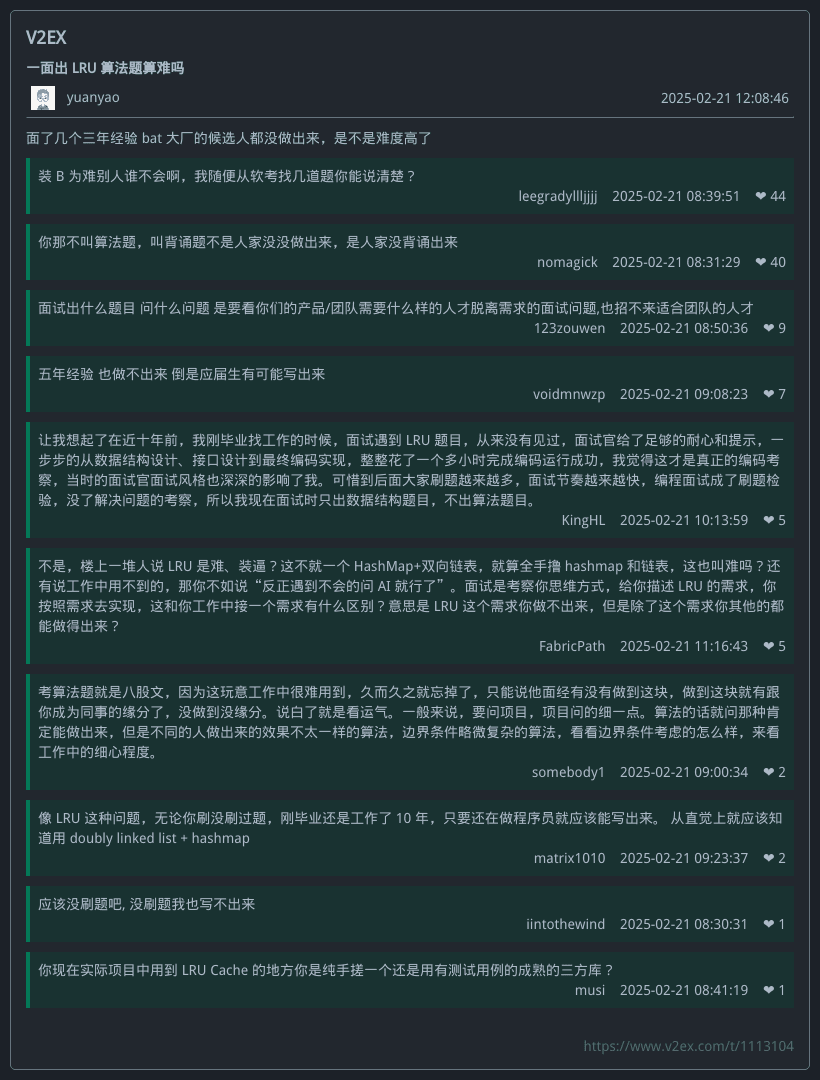 V2EX
一面出 LRU 算法题算难吗
yuanyao 2025-02-21 12:08:46
面了几个三年经验 bat 大厂的候选人都没做出来，是不是难度高了
装 B 为难别人谁不会啊，我随便从软考找几道题你能说清楚？
leegradyllljjjj 2025-02-21 08:39:51 ❤ 44
你那不叫算法题，叫背诵题不是人家没没做出来，是人家没背诵出来
nomagick 2025-02-21 08:31:29 ❤ 40
面试出什么题目 问什么问题 是要看你们的产品/团队需要什么样的人才脱离需求的面试问题,也招不来适合团队的人才
123zouwen 2025-02-21 08:50:36 ❤ 9
五年经验 也做不出来 倒是应届生有可能写出来
voidmnwzp 2025-02-21 09:08:23 ❤ 7
让我想起了在近十年前，我刚毕业找工作的时候，面试遇到 LRU 题目，从来没有见过，面试官给了足够的耐心和提示，一
步步的从数据结构设计、接口设计到最终编码实现，整整花了一个多小时完成编码运行成功，我觉得这才是真正的编码考
察，当时的面试官面试风格也深深的影响了我。可惜到后面大家刷题越来越多，面试节奏越来越快，编程面试成了刷题检
验，没了解决问题的考察，所以我现在面试时只出数据结构题目，不出算法题目。
KingHL 2025-02-21 10:13:59 ❤ 5
不是，楼上一堆人说 LRU 是难、装逼？这不就一个 HashMap+双向链表，就算全手撸 hashmap 和链表，这也叫难吗？还
有说工作中用不到的，那你不如说“反正遇到不会的问 AI 就行了”。面试是考察你思维方式，给你描述 LRU 的需求，你
按照需求去实现，这和你工作中接一个需求有什么区别？意思是 LRU 这个需求你做不出来，但是除了这个需求你其他的都
能做得出来？
FabricPath 2025-02-21 11:16:43 ❤ 5
考算法题就是八股文，因为这玩意工作中很难用到，久而久之就忘掉了，只能说他面经有没有做到这块，做到这块就有跟
你成为同事的缘分了，没做到没缘分。说白了就是看运气。一般来说，要问项目，项目问的细一点。算法的话就问那种肯
定能做出来，但是不同的人做出来的效果不太一样的算法，边界条件略微复杂的算法，看看边界条件考虑的怎么样，来看
工作中的细心程度。
somebody1 2025-02-21 09:00:34 ❤ 2
像 LRU 这种问题，无论你刷没刷过题，刚毕业还是工作了 10 年，只要还在做程序员就应该能写出来。 从直觉上就应该知
道用 doubly linked list + hashmap
matrix1010 2025-02-21 09:23:37 ❤ 2
应该没刷题吧, 没刷题我也写不出来
iintothewind 2025-02-21 08:30:31 ❤ 1
你现在实际项目中用到 LRU Cache 的地方你是纯手搓一个还是用有测试用例的成熟的三方库？
musi 2025-02-21 08:41:19 ❤ 1
https://www.v2ex.com/t/1113104